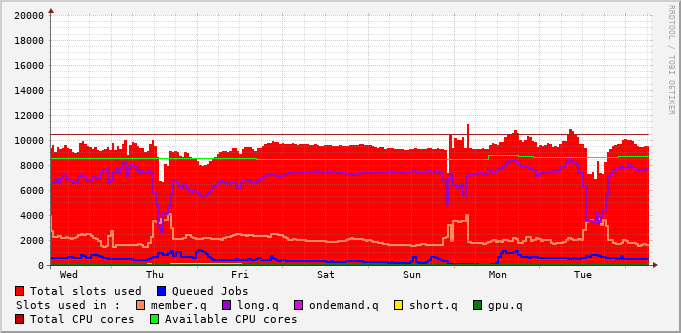 RRDTOOL / TOBI OETIKER
20000
18000
16000
14000
12000
10000
8000
6000
4000
2000
0
Wed Thu Fri Sat Sun Mon Tue
Total slots used Queued Jobs
Slots used in : member.q long.q ondemand.q short.q gpu.q
Total CPU cores Available CPU cores